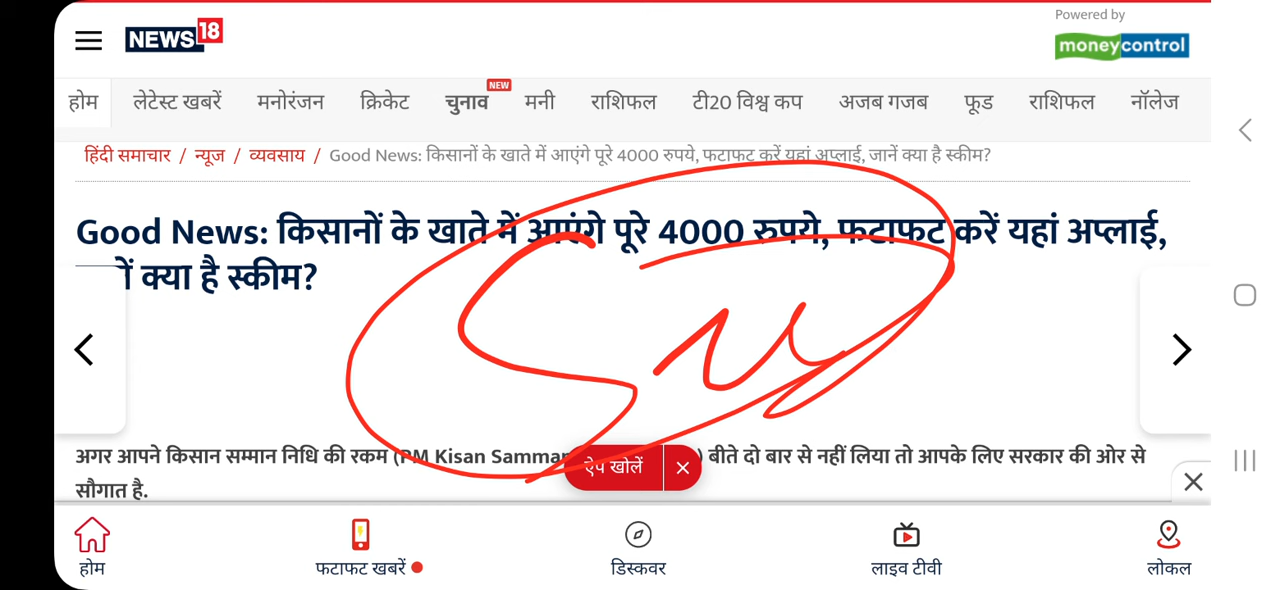 NEWS 18
Powered by
moneycontrol
होम लेटेस्ट खबरें मनोरंजन क्रिकेट चुनाव NEW मनी राशिफल टी20 विश्व कप अजब गजब फूड राशिफल नॉलेज
हिंदी समाचार / न्यूज / व्यवसाय / Good News: किसानों के खाते में आएंगे पूरे 4000 रुपये, फटाफट करें यहां अप्लाई, जानें क्या है स्कीम?
Good News: किसानों के खाते में आएंगे पूरे 4000 रुपये, फटाफट करें यहां अप्लाई,
क्या है स्कीम?
अगर आपने किसान सम्मान निधि की रकम (PM Kisan ) बीते दो बार से नहीं लिया तो आपके लिए सरकार की ओर से
सौगात है.
ऐप खोलें
होम फटाफट खबरें डिस्कवर लाइव टीवी लोकल